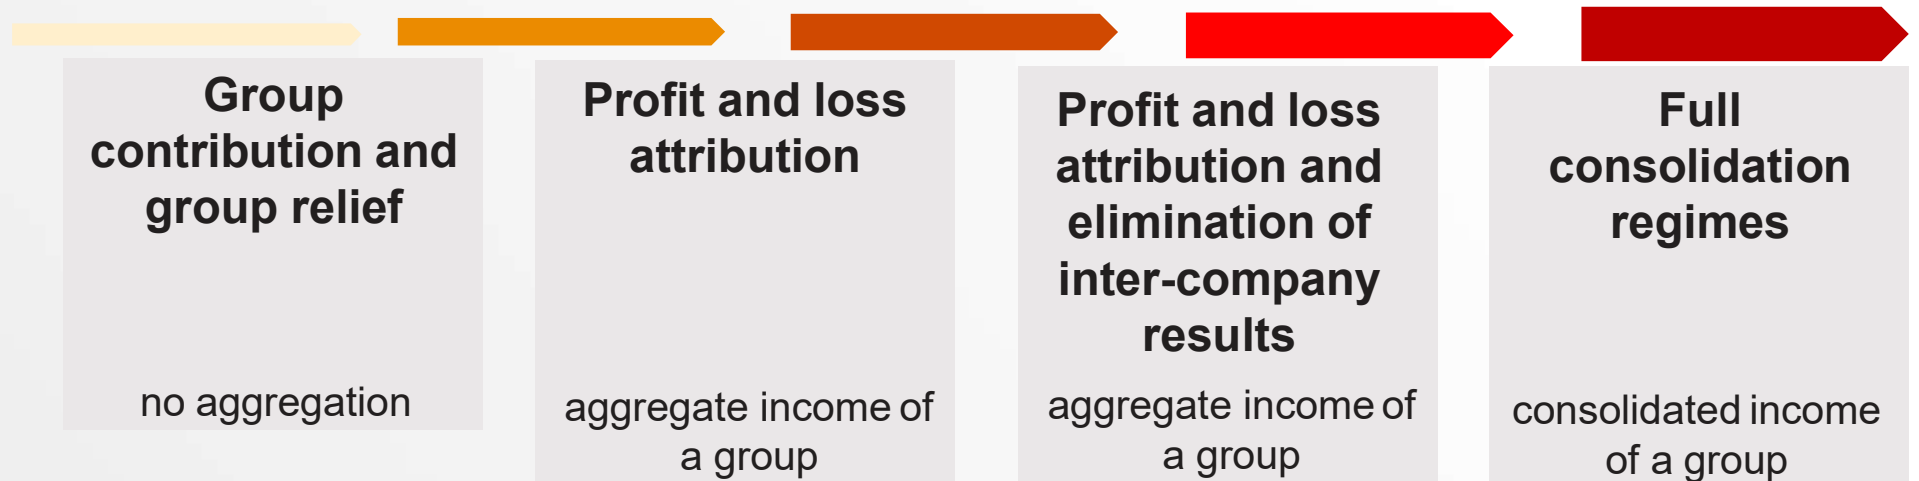 Group
contribution and
group relief
no aggregation
Profit and loss
attribution
aggregate income of
a group
Profit and loss
attribution and
elimination of
inter-company
results
aggregate income of
a group
Full
consolidation
regimes
consolidated income
of a group